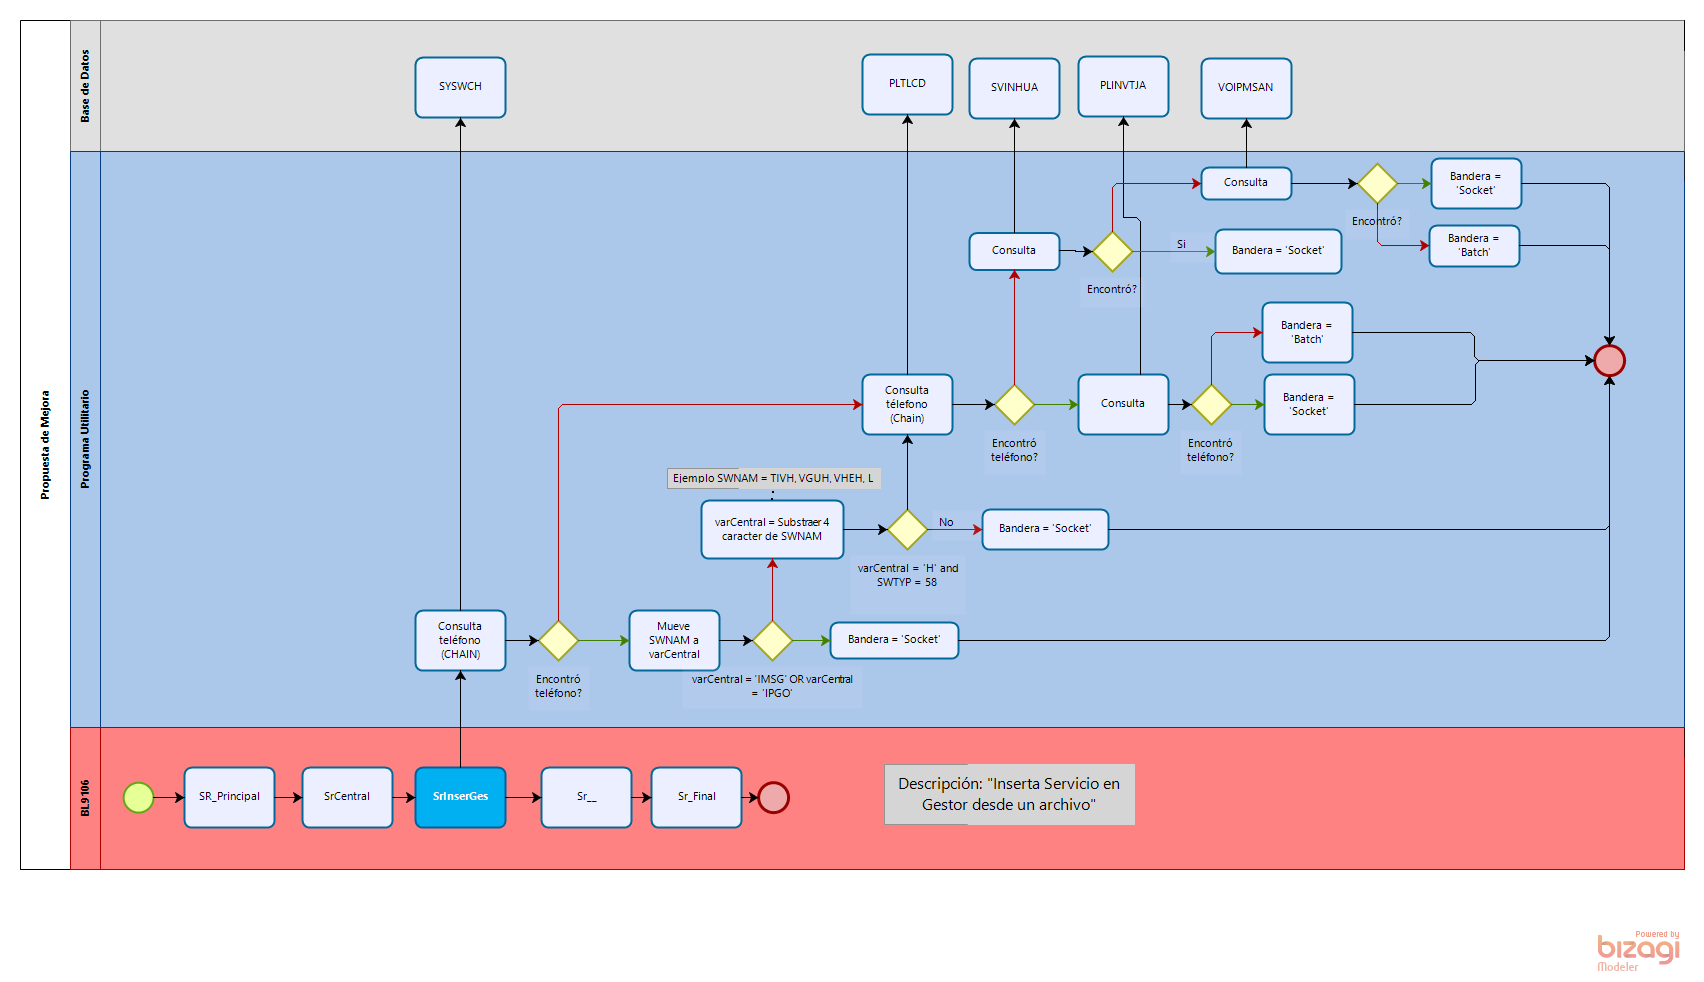 Propuesta de Mejora
Base de Datos
SYSWCH
PLTLCD
SVINHUA
PLINVTJA
VOIPMSAN
Programa Utilitario
Consulta
Encontró?
Bandera =
'Socket'
Bandera =
'Batch'
Consulta
Encontró?
Si
Bandera = 'Socket'
Bandera =
'Batch'
Consulta
télefono
(Chain)
Encontró
teléfono?
Consulta
Encontró
teléfono?
Bandera =
'Socket'
Ejemplo SWNAM = TIVH, VGUH, VHEH, L
varCentral = Substraer 4
caracter de SWNAM
varCentral = 'H' and
SWTYP = 58
No
Bandera = 'Socket'
Consulta
teléfono
(CHAIN)
Encontró
teléfono?
Mueve
SWNAM a
varCentral
varCentral = 'IMSG' OR varCentral
= 'IPGO'
Bandera = 'Socket'
BL9106
SR_Principal
SrCentral
SrInserGes
Sr__
Sr_Final
Descripción: "Inserta Servicio en
Gestor desde un archivo"
Powered by
bizagi
Modeler